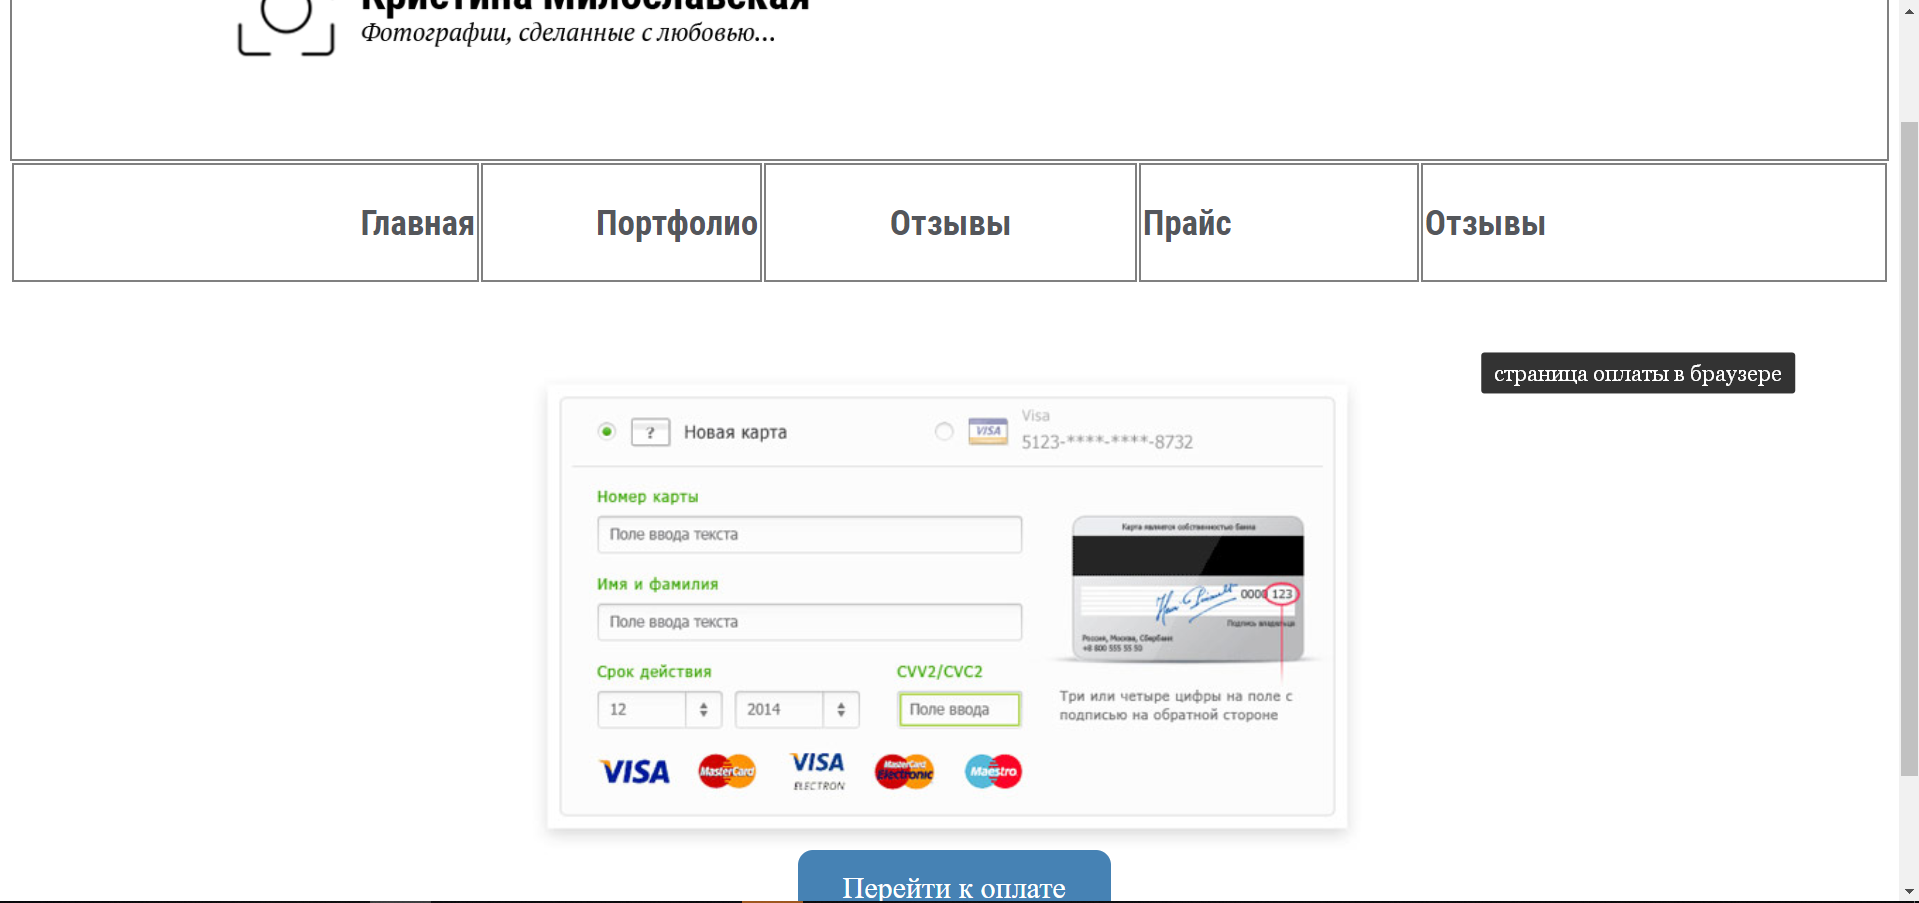 Кристина Милославская
Фотографии, сделанные с любовью...
Главная Портфолио Отзывы Прайс Отзывы
страница оплаты в браузере
? Новая карта
VISA Visa
5123-****-****-8732
Номер карты
Поле ввода текста
Имя и фамилия
Поле ввода текста
Срок действия
12 2014
CVV2/CVC2
Поле ввода
Карта является собственностью банка
0000 123
Подпись владельца
Россия, Москва, Сбербанк
+8 800 555 55 50
Три или четыре цифры на поле с
подписью на обратной стороне
VISA MasterCard VISA ELECTRON MasterCard Electronic Maestro
Перейти к оплате